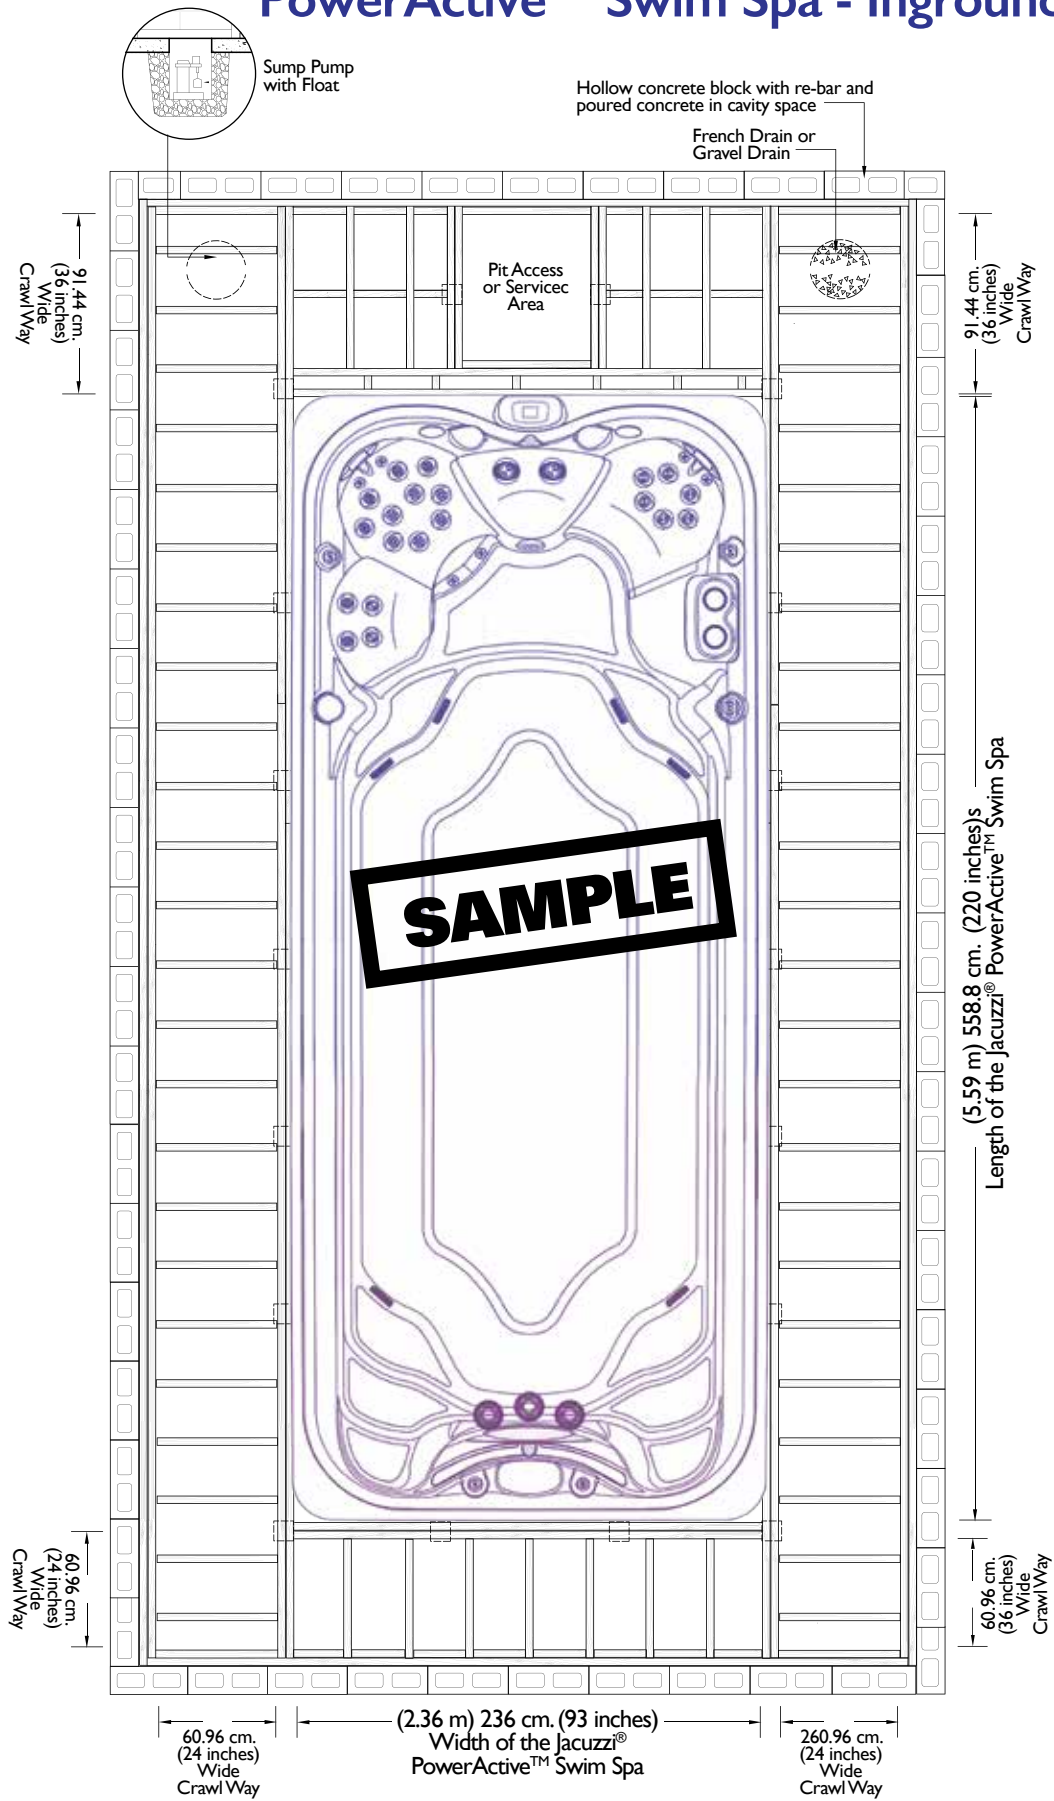 PowerActive Swim Spa - Inground
Sump Pump
with Float
Hollow concrete block with re-bar and
poured concrete in cavity space
French Drain or
Gravel Drain
91.44 cm.
(36 inches)
Wide
Crawl Way
Pit Access
or Servicec
Area
91.44 cm.
(36 inches)
Wide
Crawl Way
SAMPLE
(5.59 m) 558.8 cm. (220 inches)s
Length of the Jacuzzi® PowerActive™ Swim Spa
60.96 cm.
(24 inches)
Wide
Crawl Way
60.96 cm.
(36 inches)
Wide
Crawl Way
60.96 cm.
(24 inches)
Wide
Crawl Way
(2.36 m) 236 cm. (93 inches)
Width of the Jacuzzi®
PowerActive™ Swim Spa
260.96 cm.
(24 inches)
Wide
Crawl Way